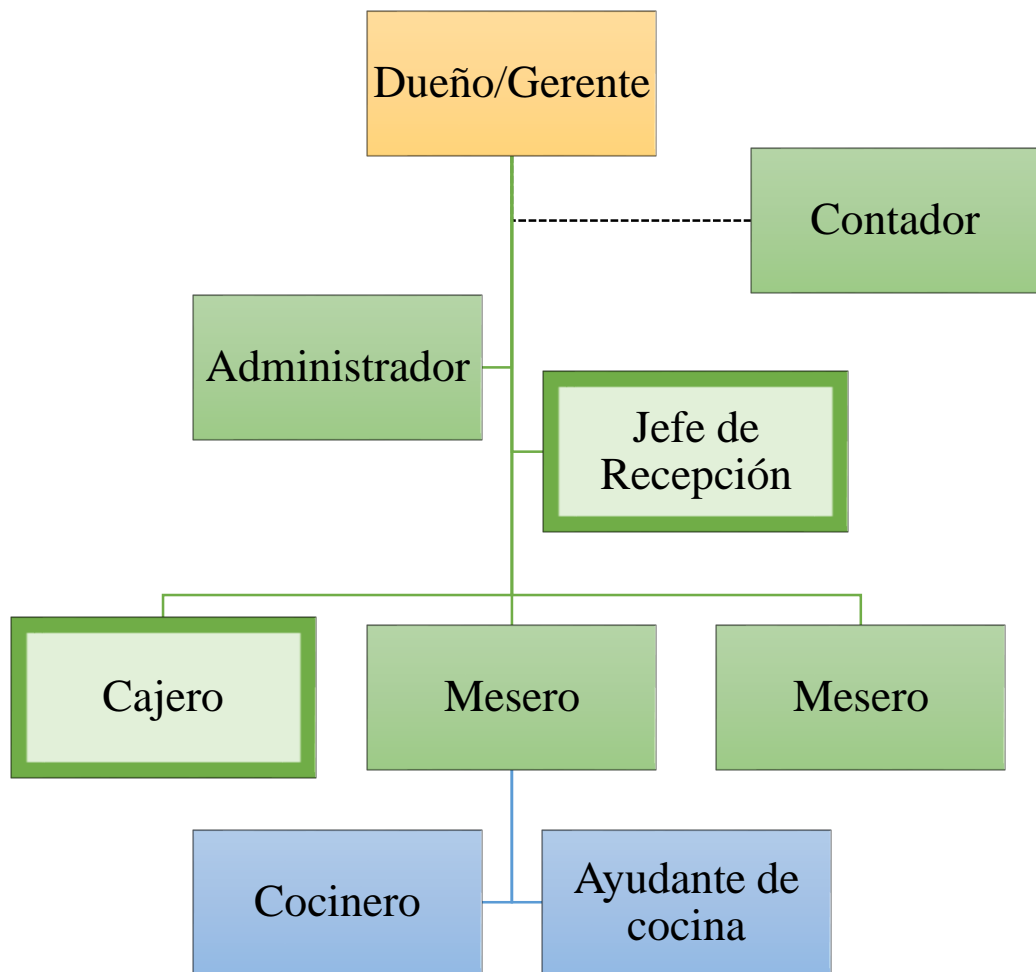 Dueño/Gerente
Contador
Administrador
Jefe de
Recepción
Cajero
Mesero
Mesero
Cocinero
Ayudante de
cocina